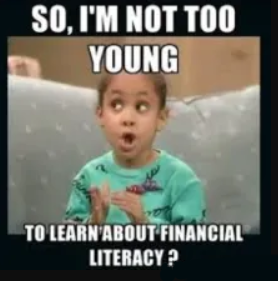 SO, I'M NOT TOO
YOUNG
TO LEARN ABOUT FINANCIAL
LITERACY ?